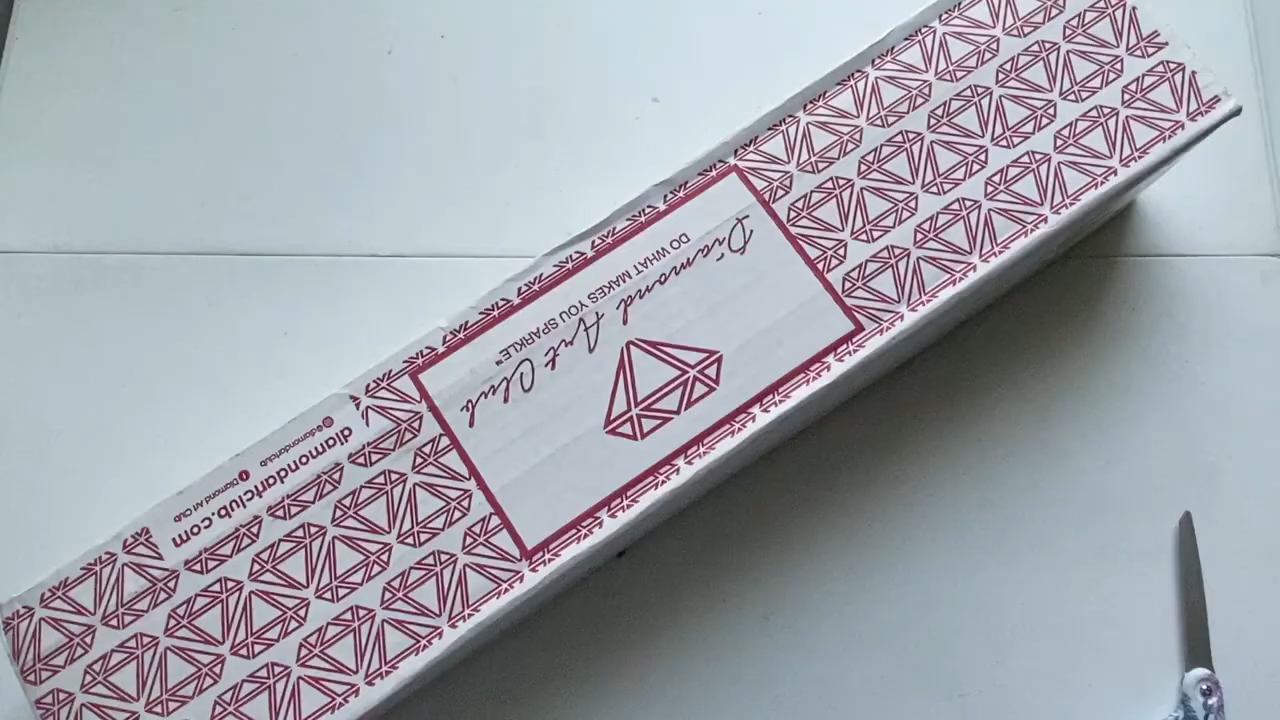 Diamond Art Club
DO WHAT MAKES YOU SPARKLE™
diamondartclub.com
Diamond Art Club
@diamondartclub